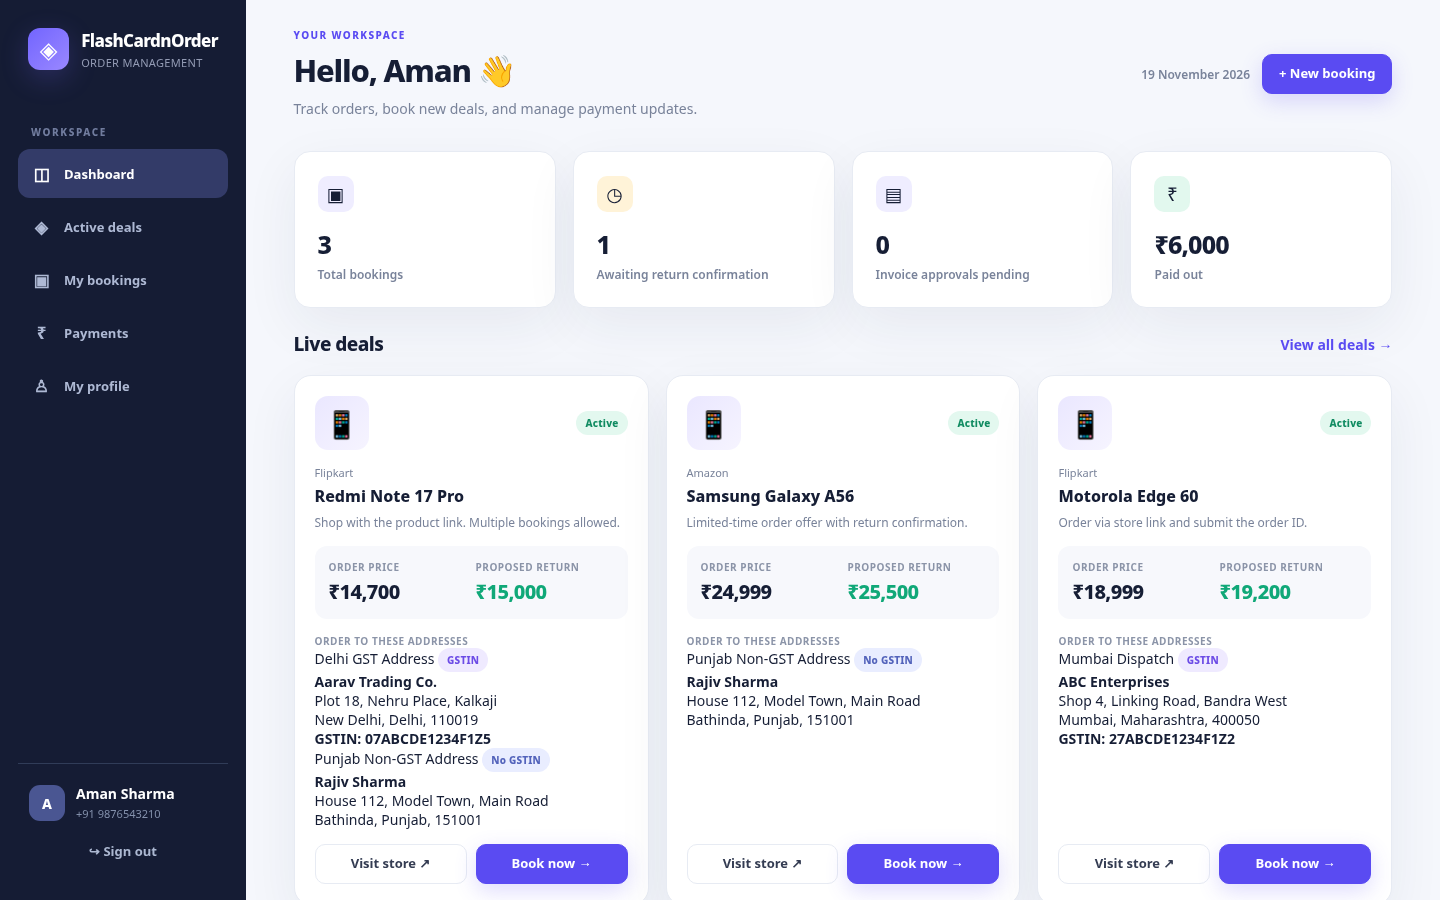 FlashCardnOrder
ORDER MANAGEMENT
WORKSPACE
Dashboard
Active deals
My bookings
₹ Payments
My profile
A
Aman Sharma
+91 9876543210
↪ Sign out
YOUR WORKSPACE
Hello, Aman 👋
Track orders, book new deals, and manage payment updates.
19 November 2026
+ New booking
3
Total bookings
1
Awaiting return confirmation
0
Invoice approvals pending
₹
₹6,000
Paid out
Live deals
View all deals →
Active
Flipkart
Redmi Note 17 Pro
Shop with the product link. Multiple bookings allowed.
ORDER PRICE
PROPOSED RETURN
₹14,700
₹15,000
ORDER TO THESE ADDRESSES
Delhi GST Address GSTIN
Aarav Trading Co.
Plot 18, Nehru Place, Kalkaji
New Delhi, Delhi, 110019
GSTIN: 07ABCDE1234F1Z5
Punjab Non-GST Address No GSTIN
Rajiv Sharma
House 112, Model Town, Main Road
Bathinda, Punjab, 151001
Visit store ↗
Book now →
Active
Amazon
Samsung Galaxy A56
Limited-time order offer with return confirmation.
ORDER PRICE
PROPOSED RETURN
₹24,999
₹25,500
ORDER TO THESE ADDRESSES
Punjab Non-GST Address No GSTIN
Rajiv Sharma
House 112, Model Town, Main Road
Bathinda, Punjab, 151001
Visit store ↗
Book now →
Active
Flipkart
Motorola Edge 60
Order via store link and submit the order ID.
ORDER PRICE
PROPOSED RETURN
₹18,999
₹19,200
ORDER TO THESE ADDRESSES
Mumbai Dispatch GSTIN
ABC Enterprises
Shop 4, Linking Road, Bandra West
Mumbai, Maharashtra, 400050
GSTIN: 27ABCDE1234F1Z2
Visit store ↗
Book now →